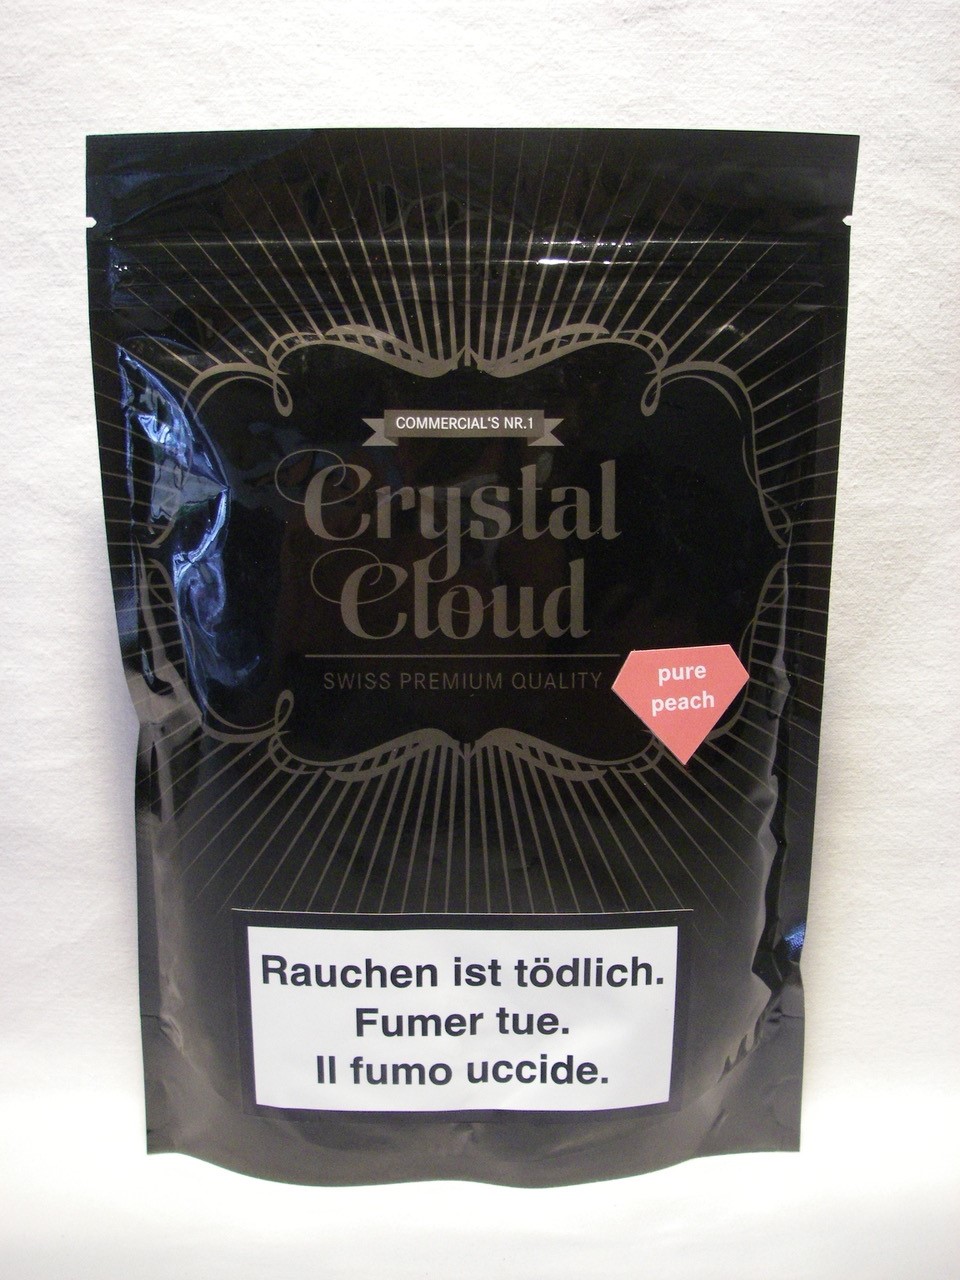 COMMERCIAL'S NR.1
Crystal
Cloud
SWISS PREMIUM QUALITY
pure
peach
Rauchen ist tödlich.
Fumer tue.
Il fumo uccide.